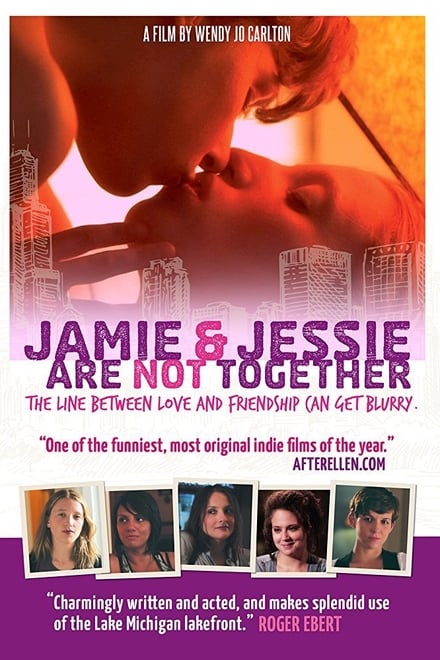 A FILM BY WENDY JO CARLTON
JAMIE & JESSIE
ARE NOT TOGETHER
THE LINE BETWEEN LOVE AND FRIENDSHIP CAN GET BLURRY.
“One of the funniest, most original indie films of the year.”
AFTERELLEN.COM
“Charmingly written and acted, and makes splendid use
of the Lake Michigan lakefront.” ROGER EBERT